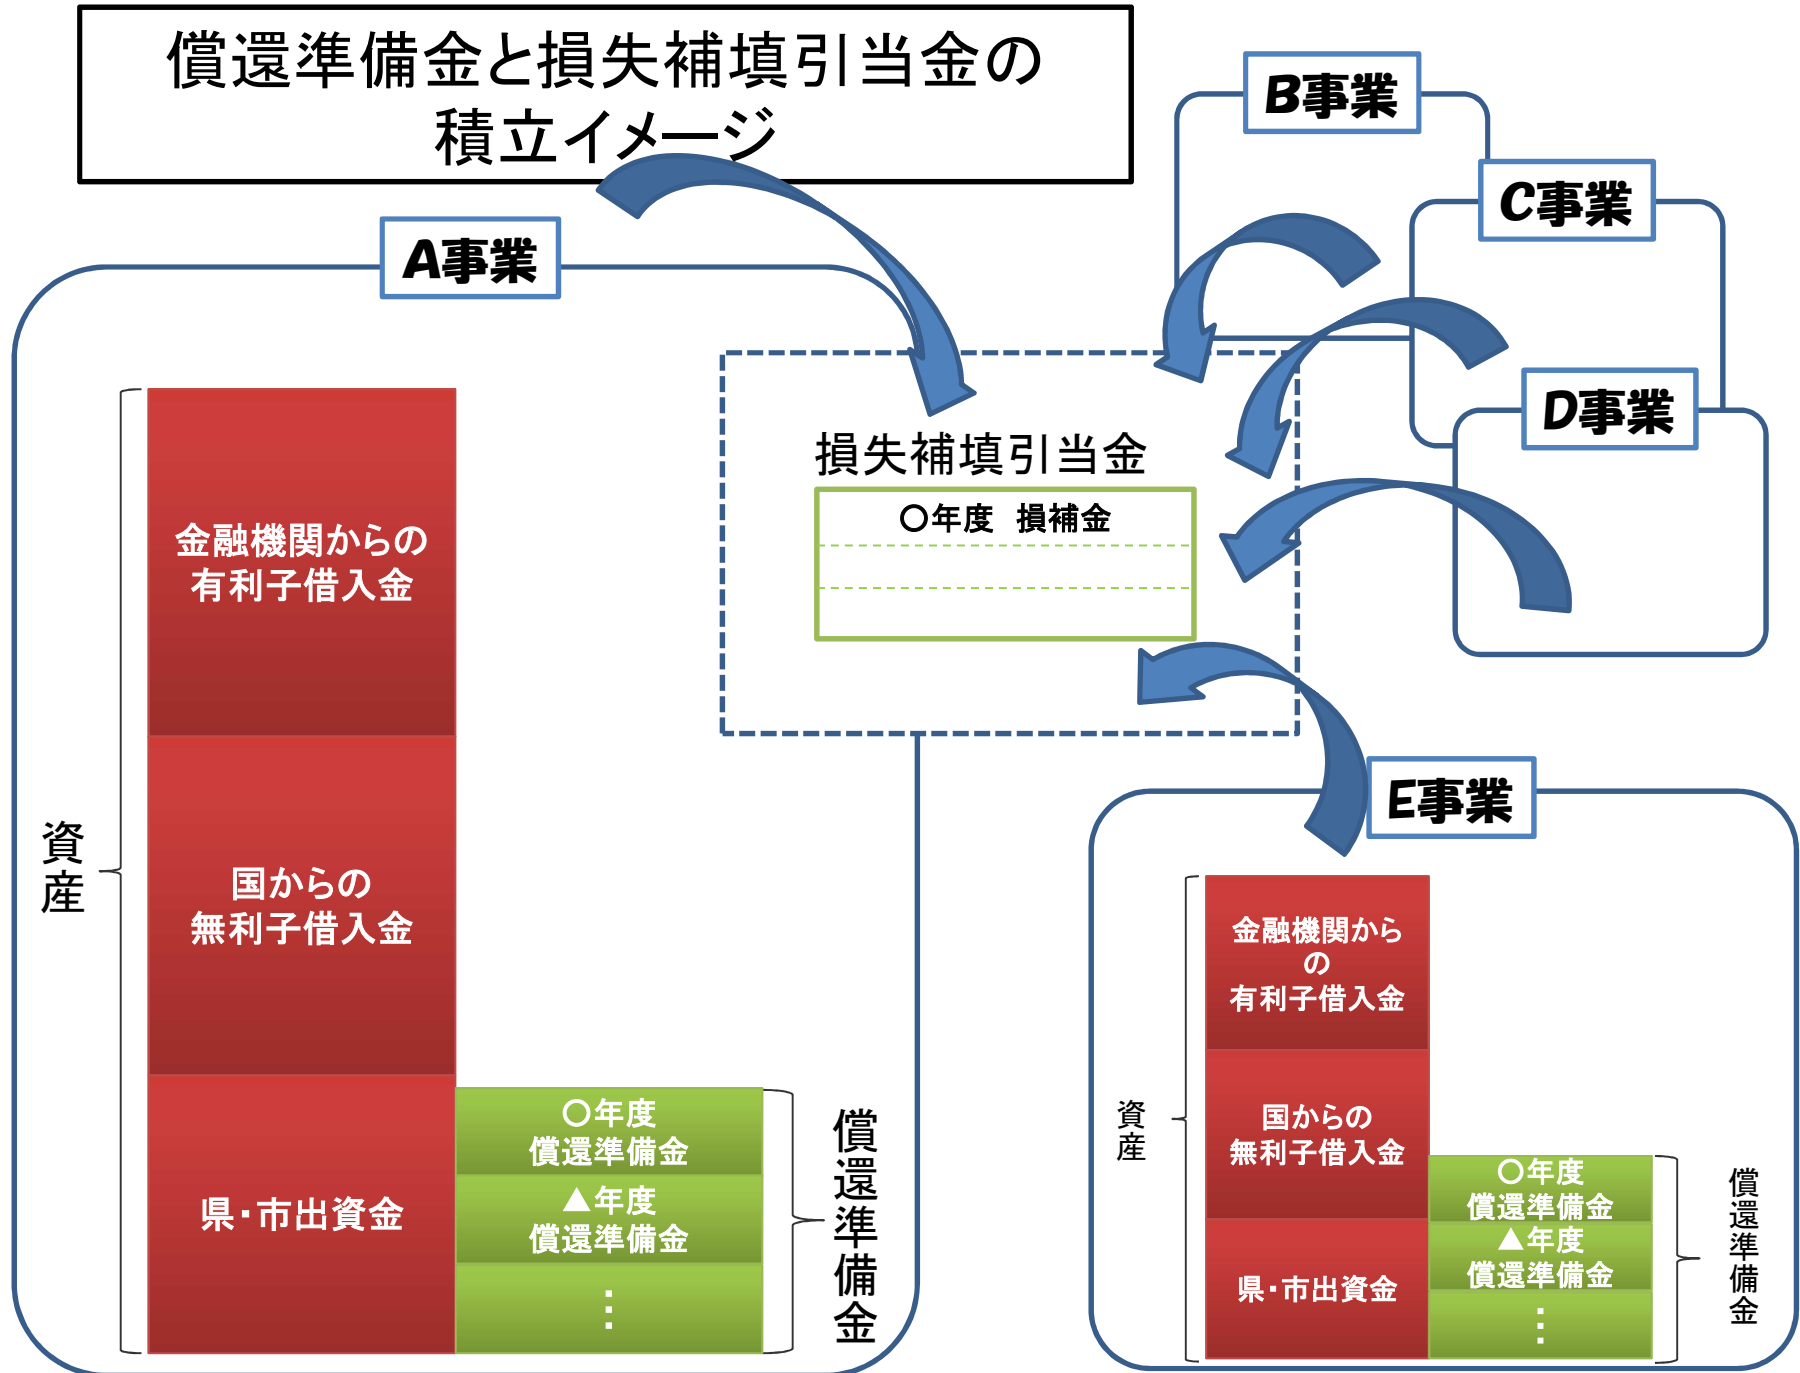 償還準備金と損失補填引当金の
積立イメージ
A事業
B事業
C事業
D事業
損失補填引当金
〇年度　損補金
資産
金融機関からの
有利子借入金
国からの
無利子借入金
県・市出資金
〇年度
償還準備金
▲年度
償還準備金
…
償還準備金
E事業
資産
金融機関から
の
有利子借入金
国からの
無利子借入金
県・市出資金
〇年度
償還準備金
▲年度
償還準備金
…
償還準備金